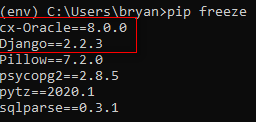 (env) C:\Users\bryan>pip freeze
cx-Oracle==8.0.0
Django==2.2.3
Pillow==7.2.0
psycopg2==2.8.5
pytz==2020.1
sqlparse==0.3.1